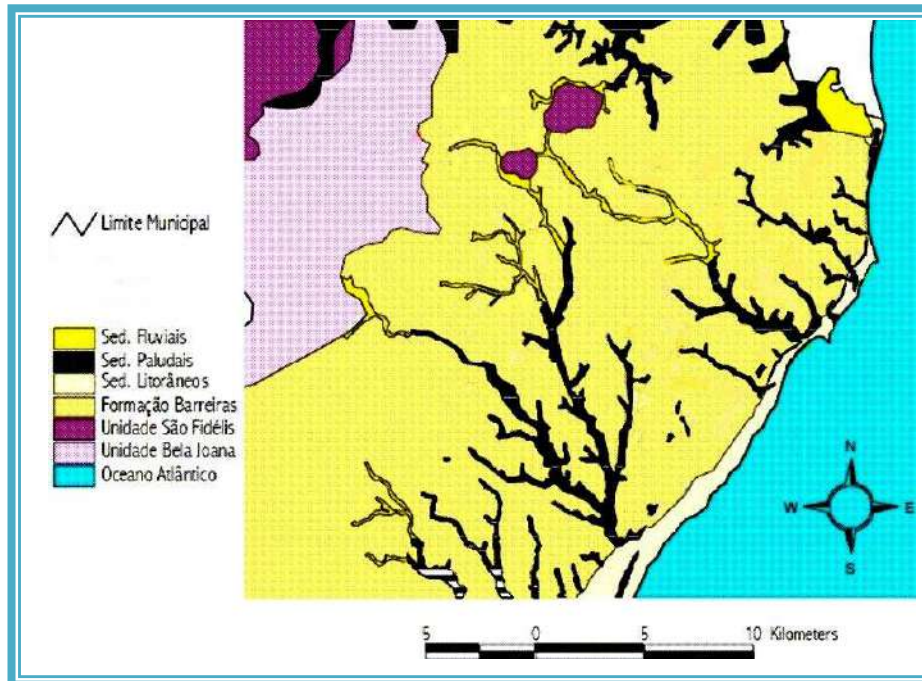 Limite Municipal
Sed. Fluviais
Sed. Paludais
Sed. Litorâneos
Formação Barreiras
Unidade São Fidélis
Unidade Bela Joana
Oceano Atlântico
N
W E
S
5 0 5 10 Kilometers